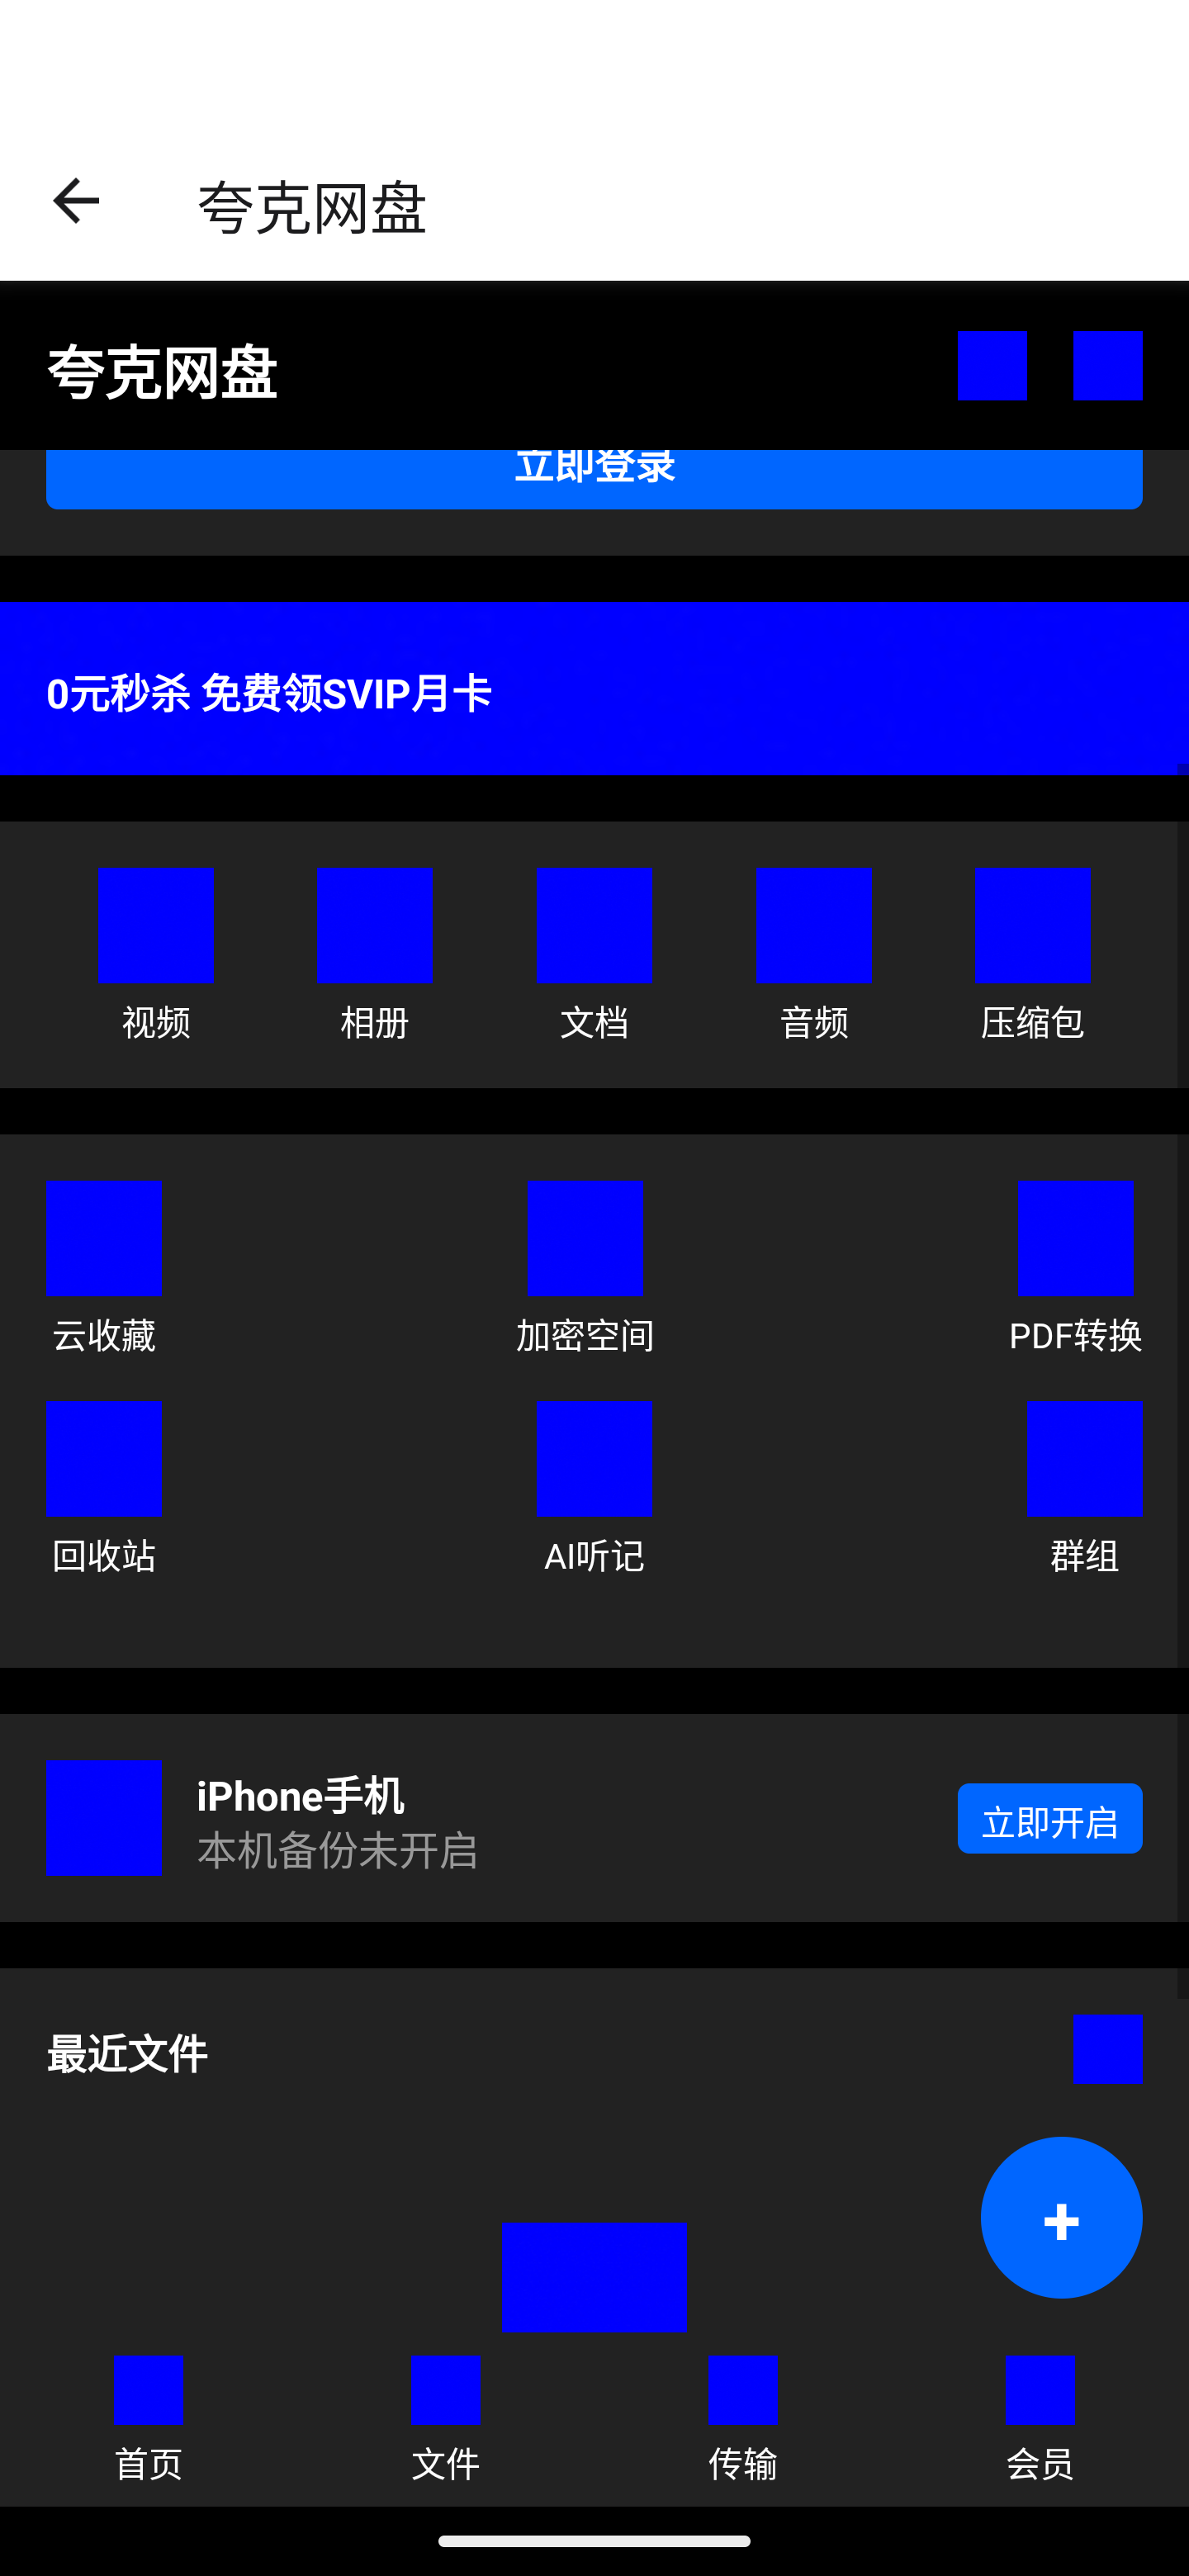 夸克网盘
夸克网盘
立即登录
0元秒杀 免费领SVIP月卡
视频 相册 文档 音频 压缩包
云收藏 加密空间 PDF转换
回收站 AI听记 群组
iPhone手机
本机备份未开启
立即开启
最近文件
+
首页 文件 传输 会员